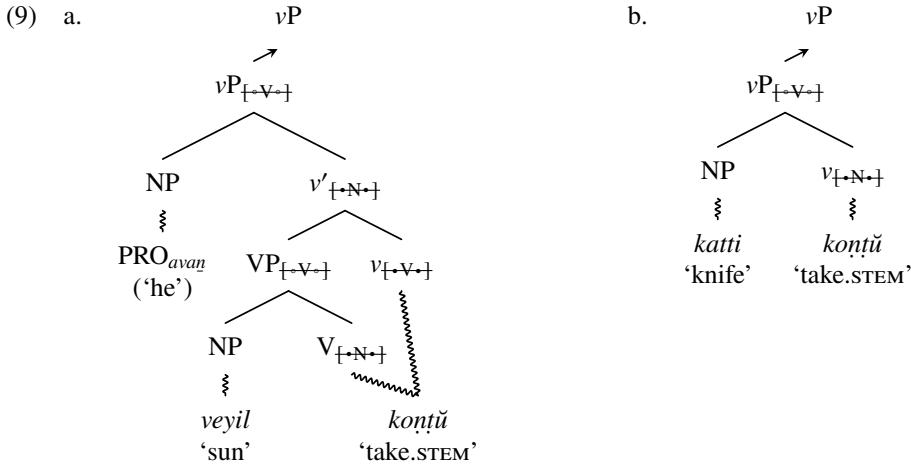 (9) a. vP b. vP
vP[◦V◦] vP[◦V◦]
NP v′[•N•] NP v[•N•]
PROavaṉ VP[◦V◦] v[•V•] katti koṇṭŭ
(‘he’) ‘knife’ ‘take.STEM’
NP V[•N•]
veyil koṇṭŭ
‘sun’ ‘take.STEM’